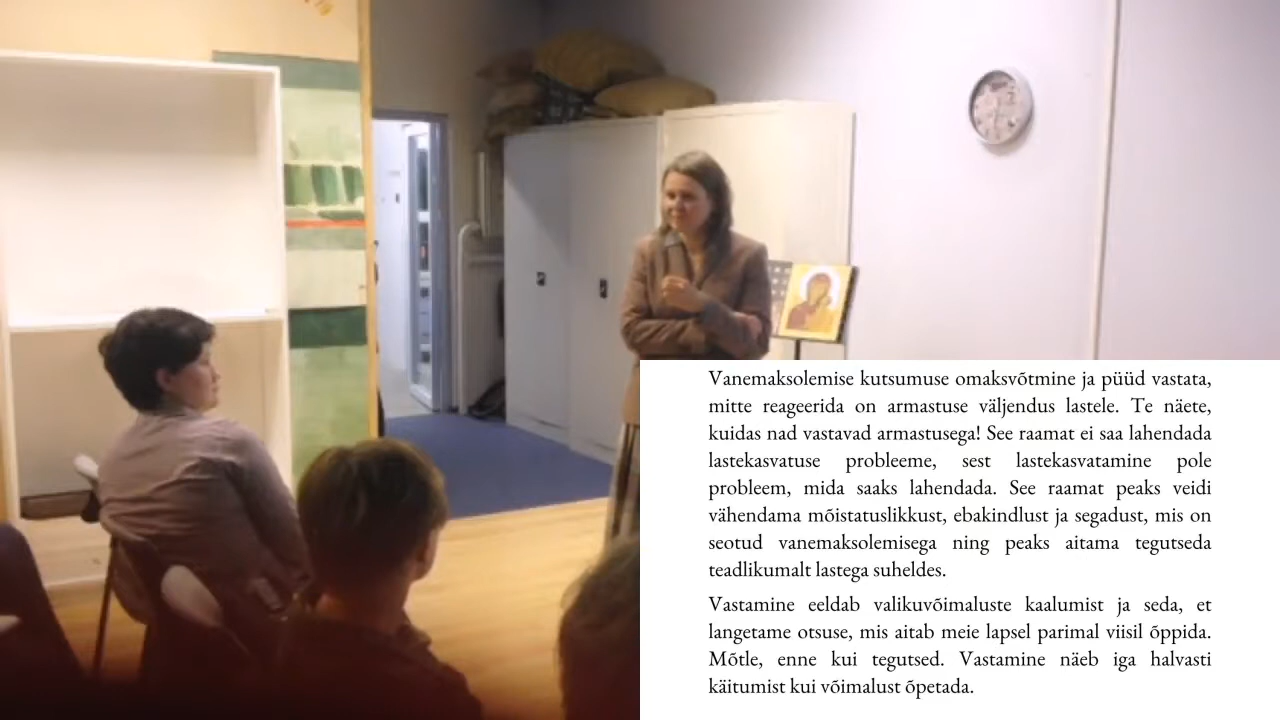 Vanemaksolemise kutsumuse omaksvõtmine ja püüd vastata,
mitte reageerida on armastuse väljendus lastele. Te näete,
kuidas nad vastavad armastusega! See raamat ei saa lahendada
lastekasvatuse probleeme, sest lastekasvatamine pole
probleem, mida saaks lahendada. See raamat peaks veidi
vähendama mõistatuslikkust, ebakindlust ja segadust, mis on
seotud vanemaksolemisega ning peaks aitama tegutseda
teadlikumalt lastega suheldes.
Vastamine eeldab valikuvõimaluste kaalumist ja seda, et
langetame otsuse, mis aitab meie lapsel parimal viisil õppida.
Mõtle, enne kui tegutsed. Vastamine näeb iga halvasti
käitumist kui võimalust õpetada.